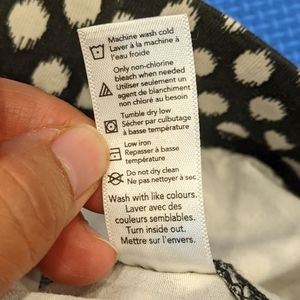 Machine wash cold
Laver à la machine à
l'eau froide
Only non-chlorine
bleach when needed
Utiliser seulement un
agent de blanchiment
non chloré au besoin
Tumble dry low
Sécher par culbutage
à basse température
Low iron
Repasser à basse
température
Do not dry clean
Ne pas nettoyer à sec
Wash with like colours.
Laver avec des
couleurs semblables.
Turn inside out.
Mettre sur l'envers.